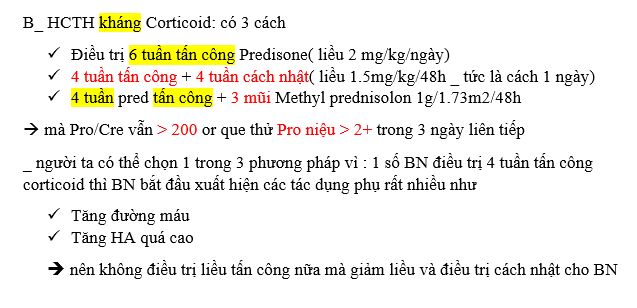 B_ HCTH kháng Corticoid: có 3 cách
✓ Điều trị 6 tuần tấn công Predisone( liều 2 mg/kg/ngày)
✓ 4 tuần tấn công + 4 tuần cách nhật( liều 1.5mg/kg/48h _ tức là cách 1 ngày)
✓ 4 tuần pred tấn công + 3 mũi Methyl prednisolon 1g/1.73m2/48h
→ mà Pro/Cre vẫn > 200 or que thử Pro niệu > 2+ trong 3 ngày liên tiếp
_ người ta có thể chọn 1 trong 3 phương pháp vì : 1 số BN điều trị 4 tuần tấn công
corticoid thì BN bắt đầu xuất hiện các tác dụng phụ rất nhiều như
✓ Tăng đường máu
✓ Tăng HA quá cao
→ nên không điều trị liều tấn công nữa mà giảm liều và điều trị cách nhật cho BN